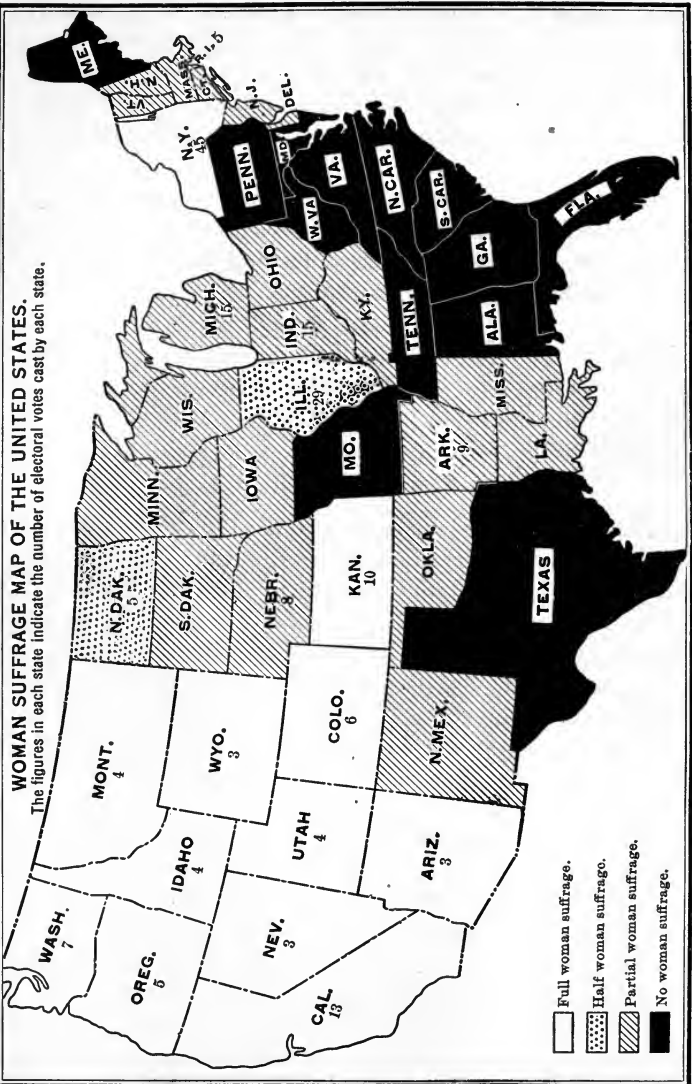 WOMAN SUFFRAGE MAP OF THE UNITED STATES.
The figures in each state indicate the number of electoral votes cast by each state.
WASH.
7
OREG.
5
CAL.
13
NEV.
3
IDAHO
4
MONT.
4
WYO.
3
UTAH
4
ARIZ.
3
COLO.
6
N.MEX.
N.DAK.
5
S.DAK.
NEBR.
8
KAN.
10
OKLA.
TEXAS
MINN.
IOWA
MO.
ARK.
9
LA.
WIS.
ILL.
29
MISS.
MICH.
15
IND.
15
OHIO
KY.
TENN.
ALA.
GA.
FLA.
S.CAR.
N.CAR.
VA.
W.VA
MD.
DEL.
PENN.
N.J.
N.Y.
45
VT.
N.H.
MASS.
CT.
R.I. 5
ME.
Full woman suffrage.
Half woman suffrage.
Partial woman suffrage.
No woman suffrage.